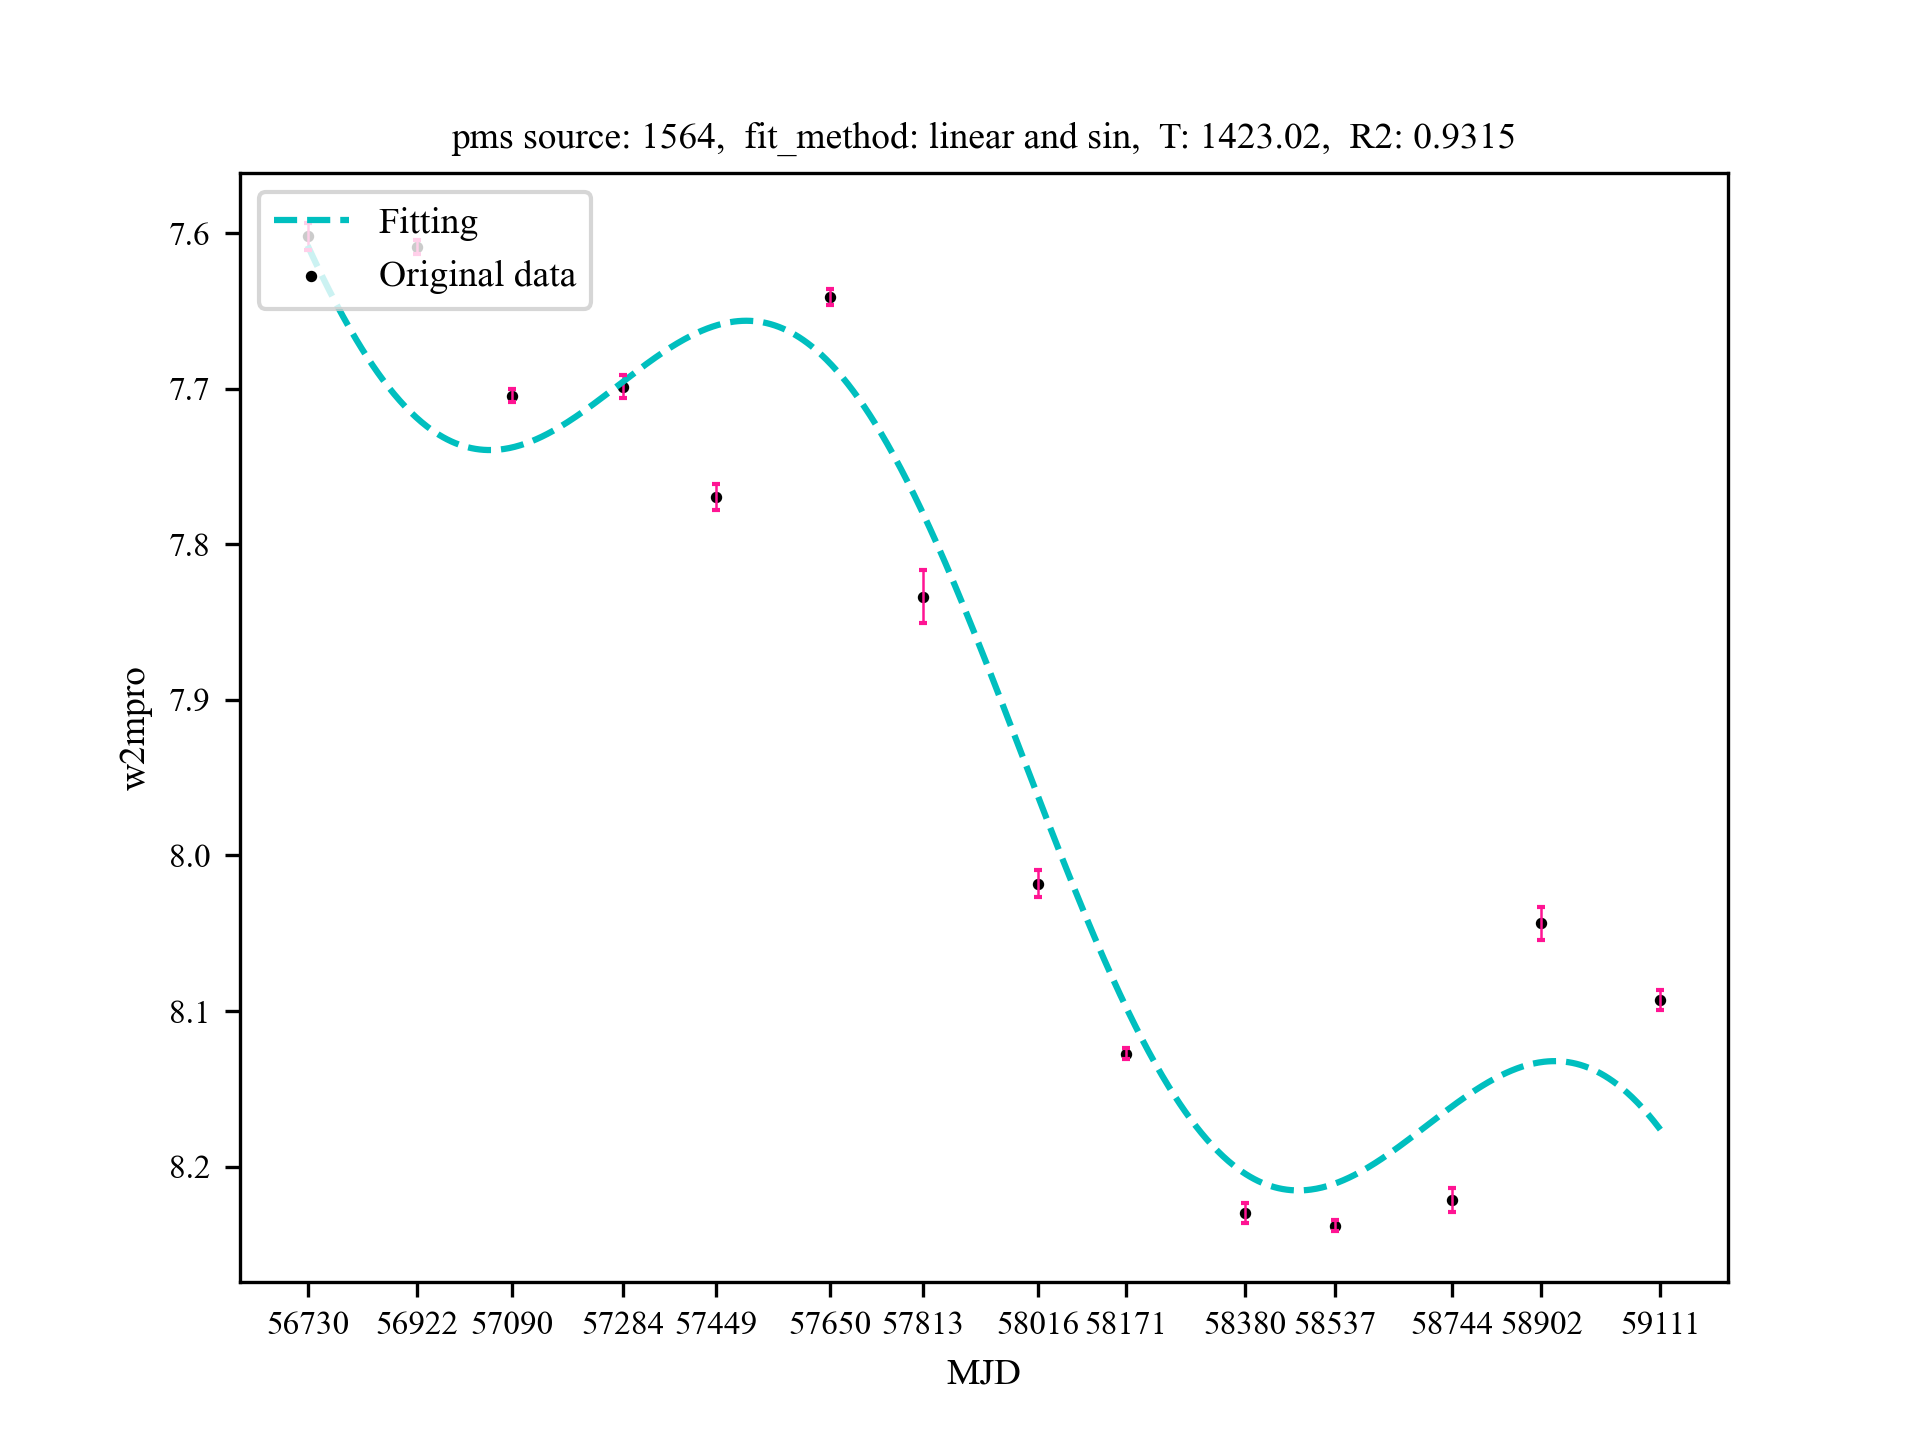 pms source: 1564,  fit_method: linear and sin,  T: 1423.02,  R2: 0.9315
Fitting
Original data
7.6
7.7
7.8
7.9
8.0
8.1
8.2
w2mpro
56730 56922 57090 57284 57449 57650 57813 58016 58171 58380 58537 58744 58902 59111
MJD